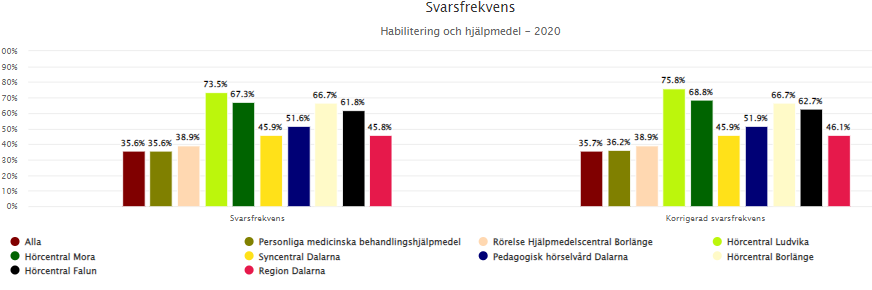 Svarsfrekvens
Habilitering och hjälpmedel - 2020
00%
90%
80%
70%
60%
50%
40%
30%
20%
10%
0%
35.6% 35.6% 38.9% 73.5% 67.3% 45.9% 51.6% 66.7% 61.8% 45.8%
35.7% 36.2% 38.9% 75.8% 68.8% 45.9% 51.9% 66.7% 62.7% 46.1%
Svarsfrekvens Korrigerad svarsfrekvens
Alla Personliga medicinska behandlingshjälpmedel Rörelse Hjälpmedelscentral Borlänge Hörcentral Ludvika
Hörcentral Mora Syncentral Dalarna Pedagogisk hörselvård Dalarna Hörcentral Borlänge
Hörcentral Falun Region Dalarna